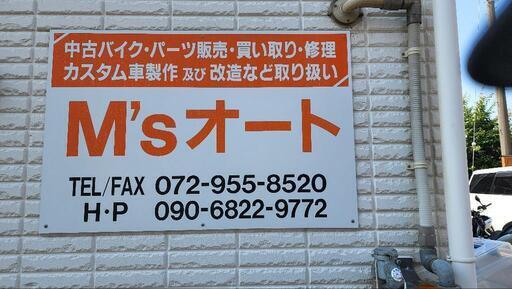 中古バイク・パーツ販売・買い取り・修理
カスタム車製作 及び 改造など取り扱い
M'sオート
TEL/FAX 072-955-8520
H・P 090-6822-9772